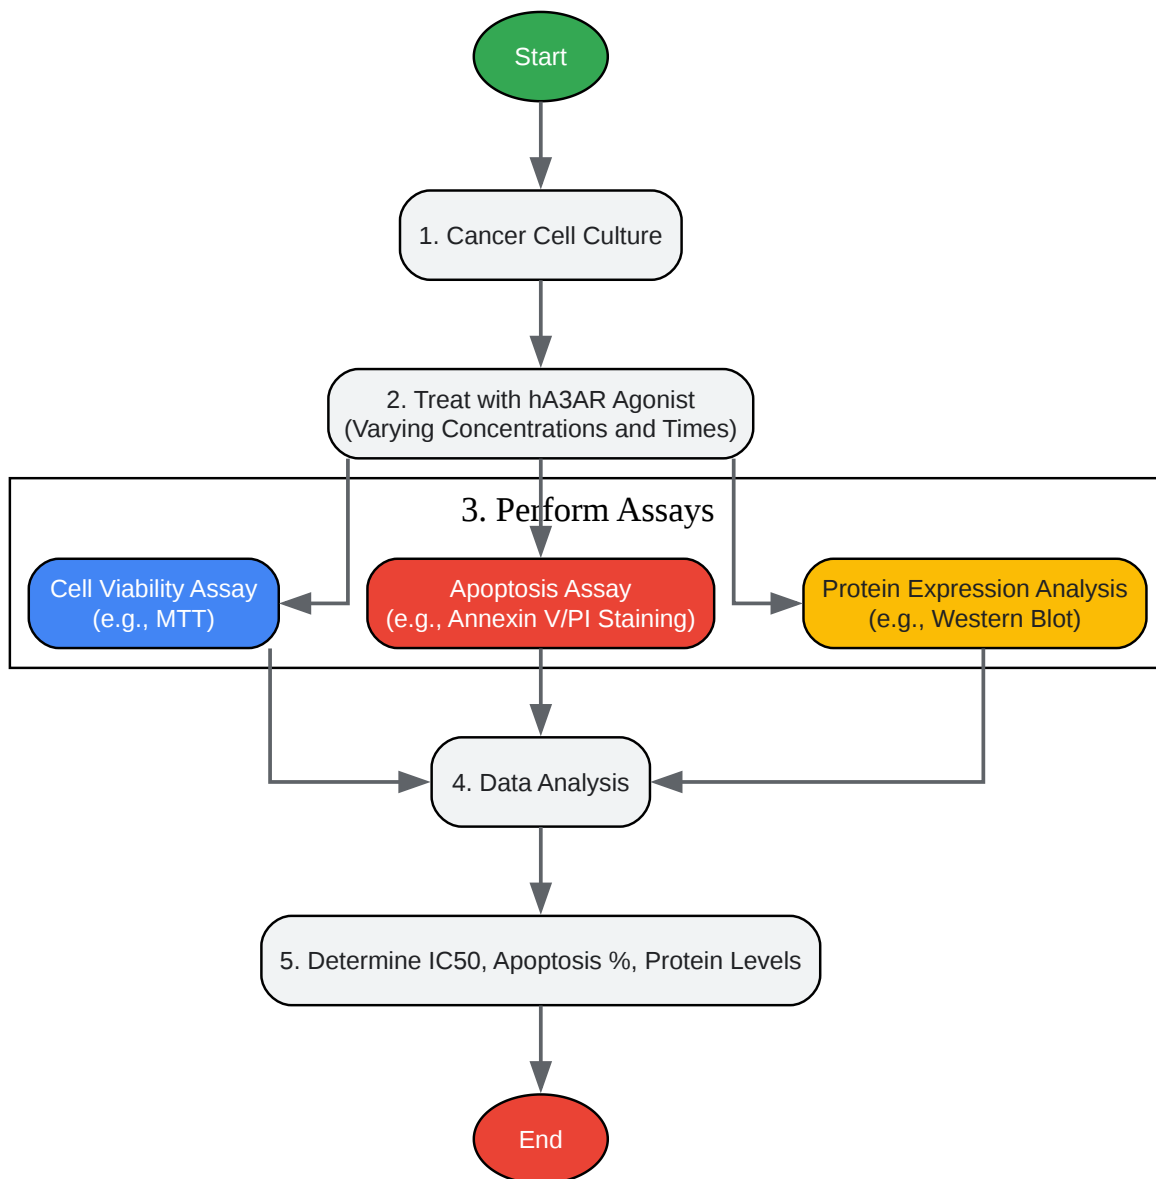 Start
1. Cancer Cell Culture
2. Treat with hA3AR Agonist
(Varying Concentrations and Times)
3. Perform Assays
Cell Viability Assay
(e.g., MTT)
Apoptosis Assay
(e.g., Annexin V/PI Staining)
Protein Expression Analysis
(e.g., Western Blot)
4. Data Analysis
5. Determine IC50, Apoptosis %, Protein Levels
End